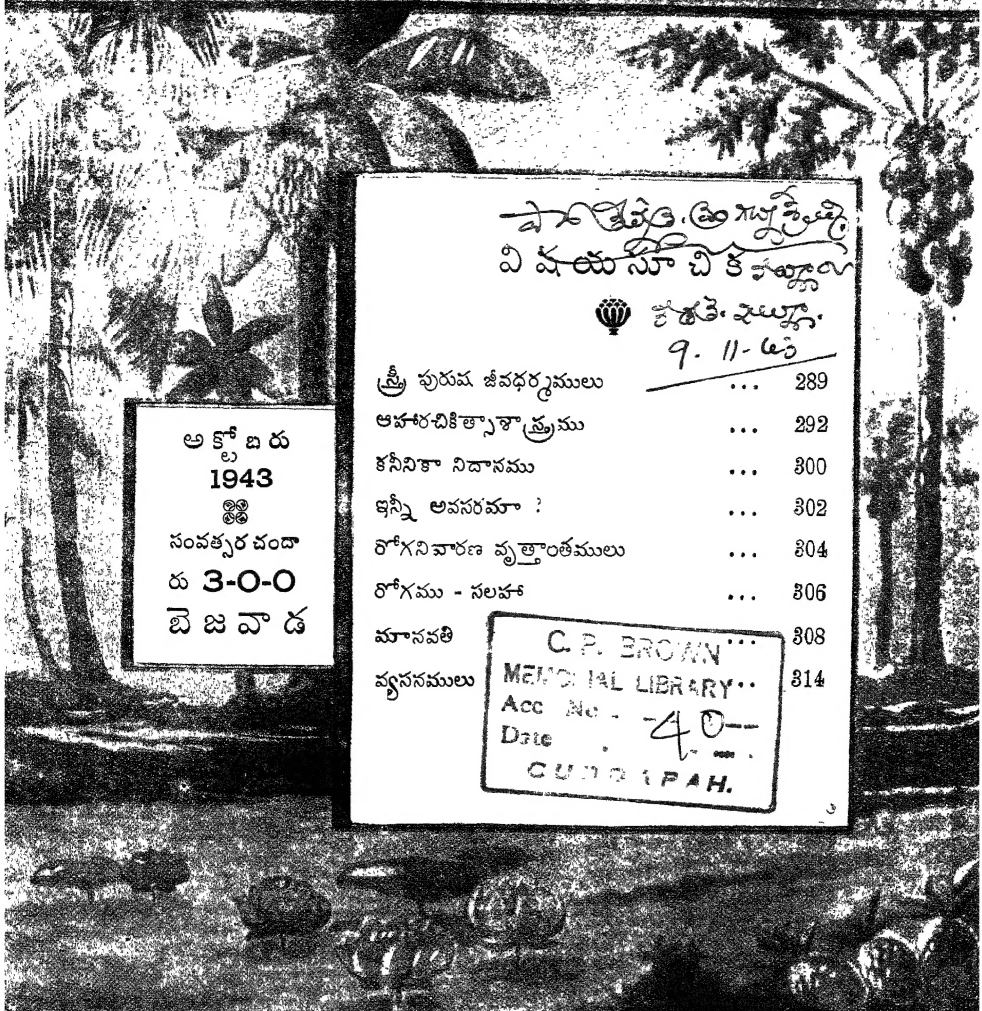 విషయసూచిక
9. 11-43
స్త్రీ పురుష జీవధర్మములు ... 289
ఆహారచికిత్సాశాస్త్రము ... 292
కనీనికా నిదానము ... 300
ఇన్నీ అవసరమా ? ... 302
రోగనివారణ వృత్తాంతములు ... 304
రోగము - సలహా ... 306
మానవతి ... 308
వ్యసనములు .. 314
అక్టోబరు
1943
సంవత్సర చందా
రు 3-0-0
బెజవాడ
C. P. BROWN
MEMORIAL LIBRARY
Acc No. - 40
Date
CUDDAPAH.